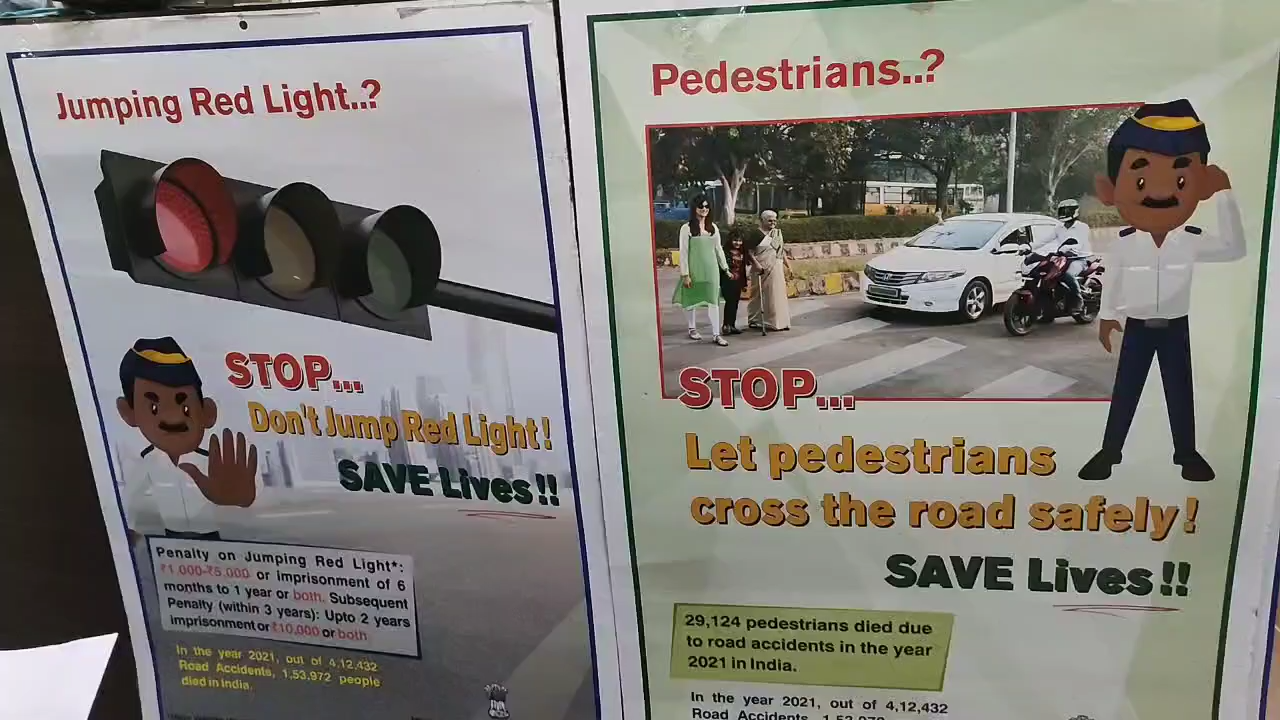 Jumping Red Light..?
STOP...
Don't Jump Red Light!
SAVE Lives!!
Penalty on Jumping Red Light*:
₹1,000-₹5,000 or imprisonment of 6
months to 1 year or both. Subsequent
Penalty (within 3 years): Upto 2 years
imprisonment or ₹10,000 or both
In the year 2021, out of 4,12,432
Road Accidents, 1,53,972 people
died in India.
Pedestrians..?
STOP...
Let pedestrians
cross the road safely!
SAVE Lives!!
29,124 pedestrians died due
to road accidents in the year
2021 in India.
In the year 2021, out of 4,12,432
Road Accidents, 1,53,972